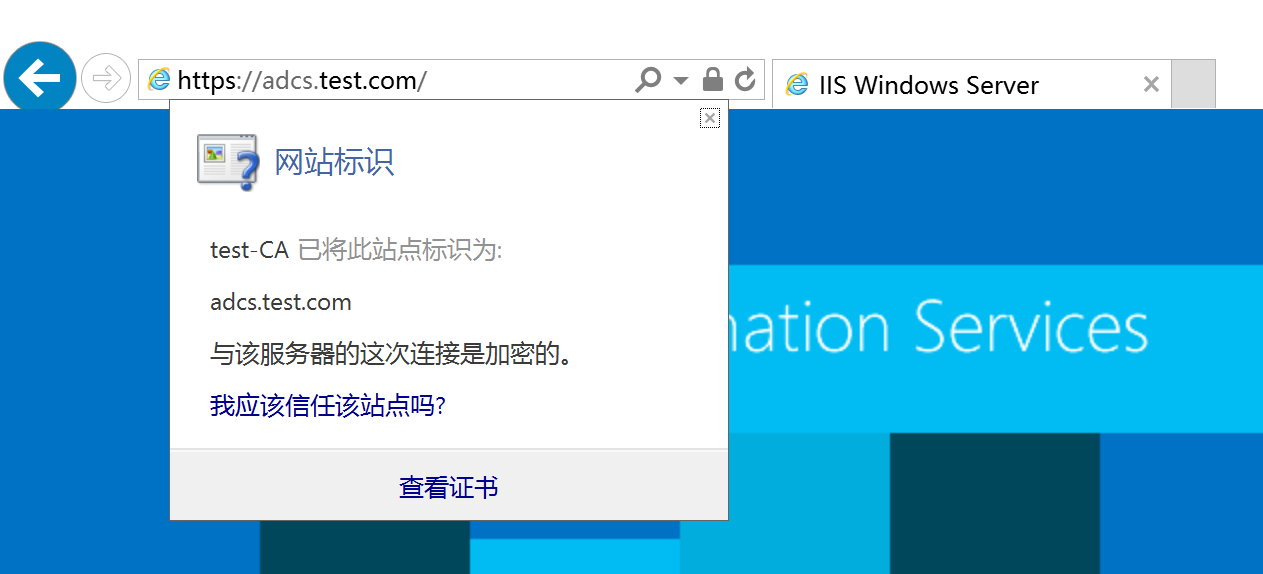 https://adcs.test.com/
IIS Windows Server
网站标识
test-CA 已将此站点标识为:
adcs.test.com
与该服务器的这次连接是加密的。
我应该信任该站点吗?
查看证书
Services